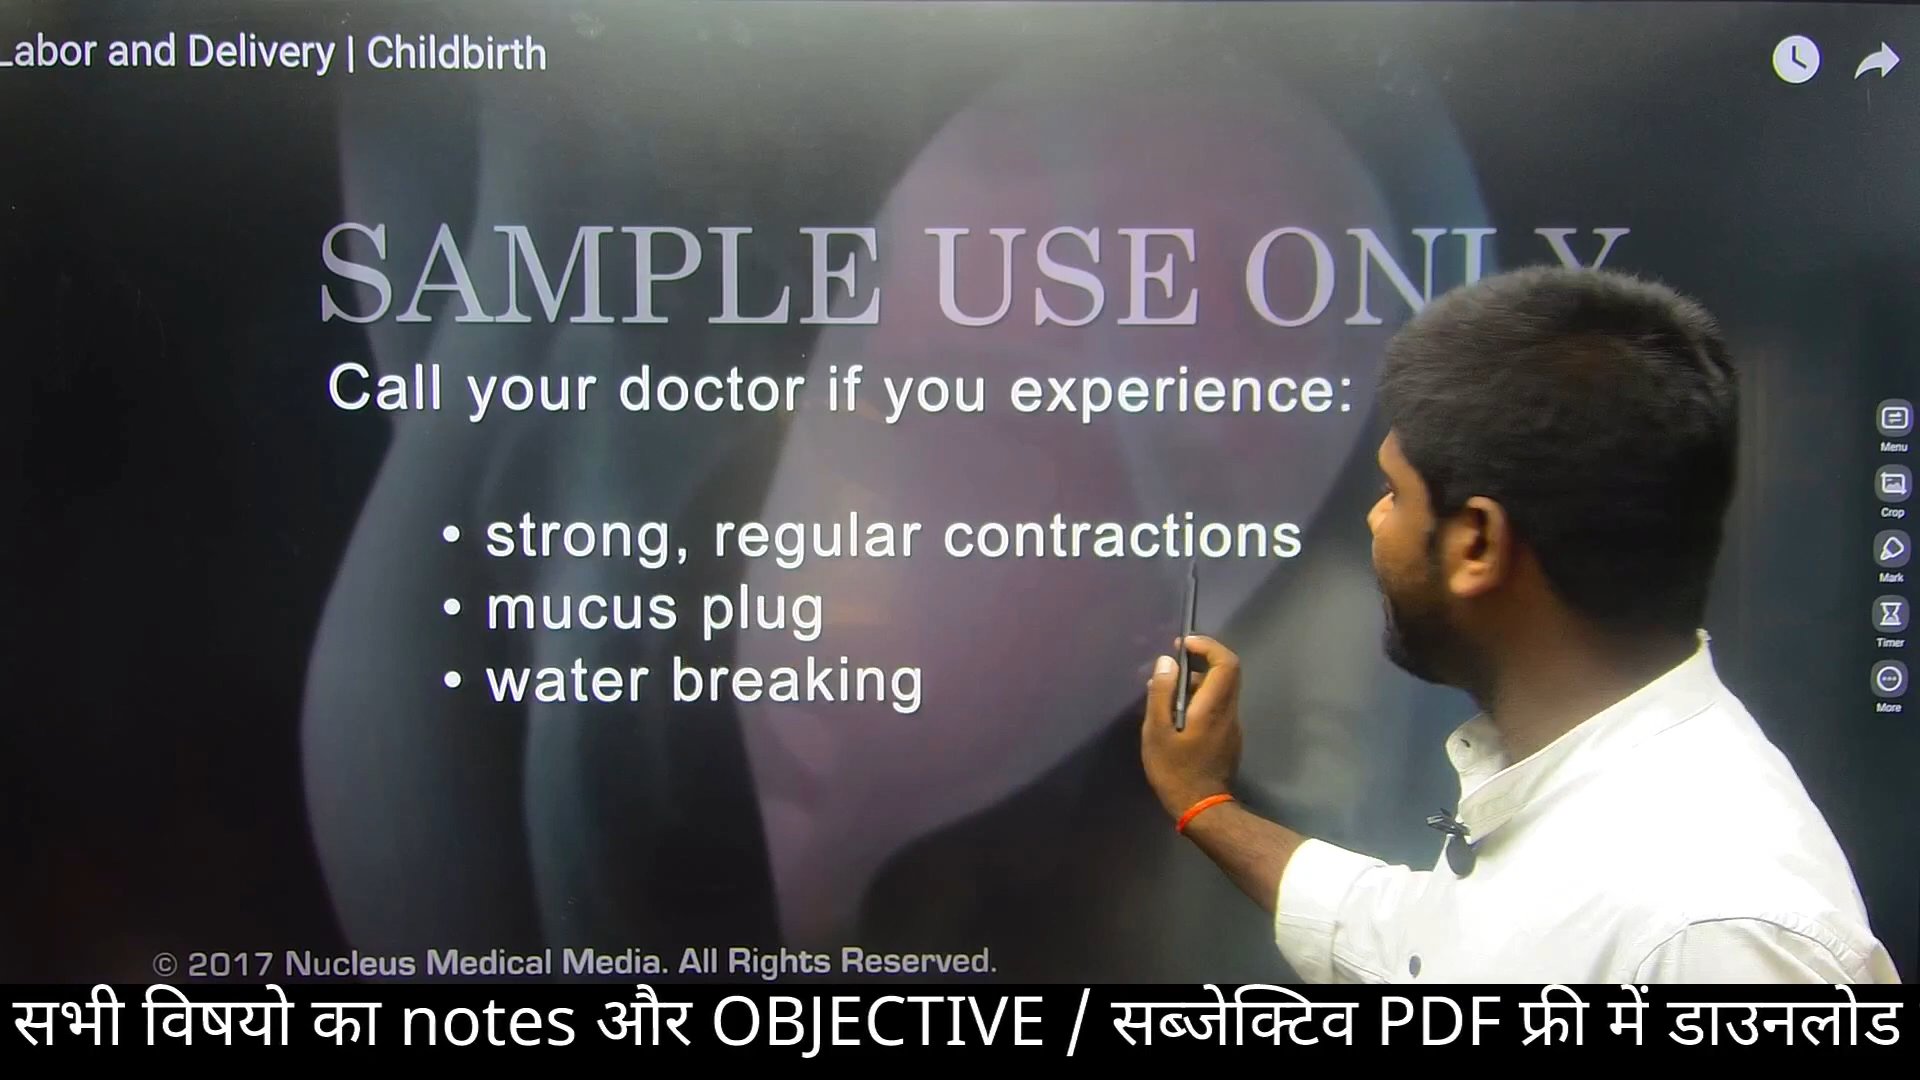 Labor and Delivery | Childbirth
SAMPLE USE ONLY
Call your doctor if you experience:
• strong, regular contractions
• mucus plug
• water breaking
Menu
Crop
Mark
Timer
More
© 2017 Nucleus Medical Media. All Rights Reserved.
सभी विषयो का notes और OBJECTIVE / सब्जेक्टिव PDF फ्री में डाउनलोड